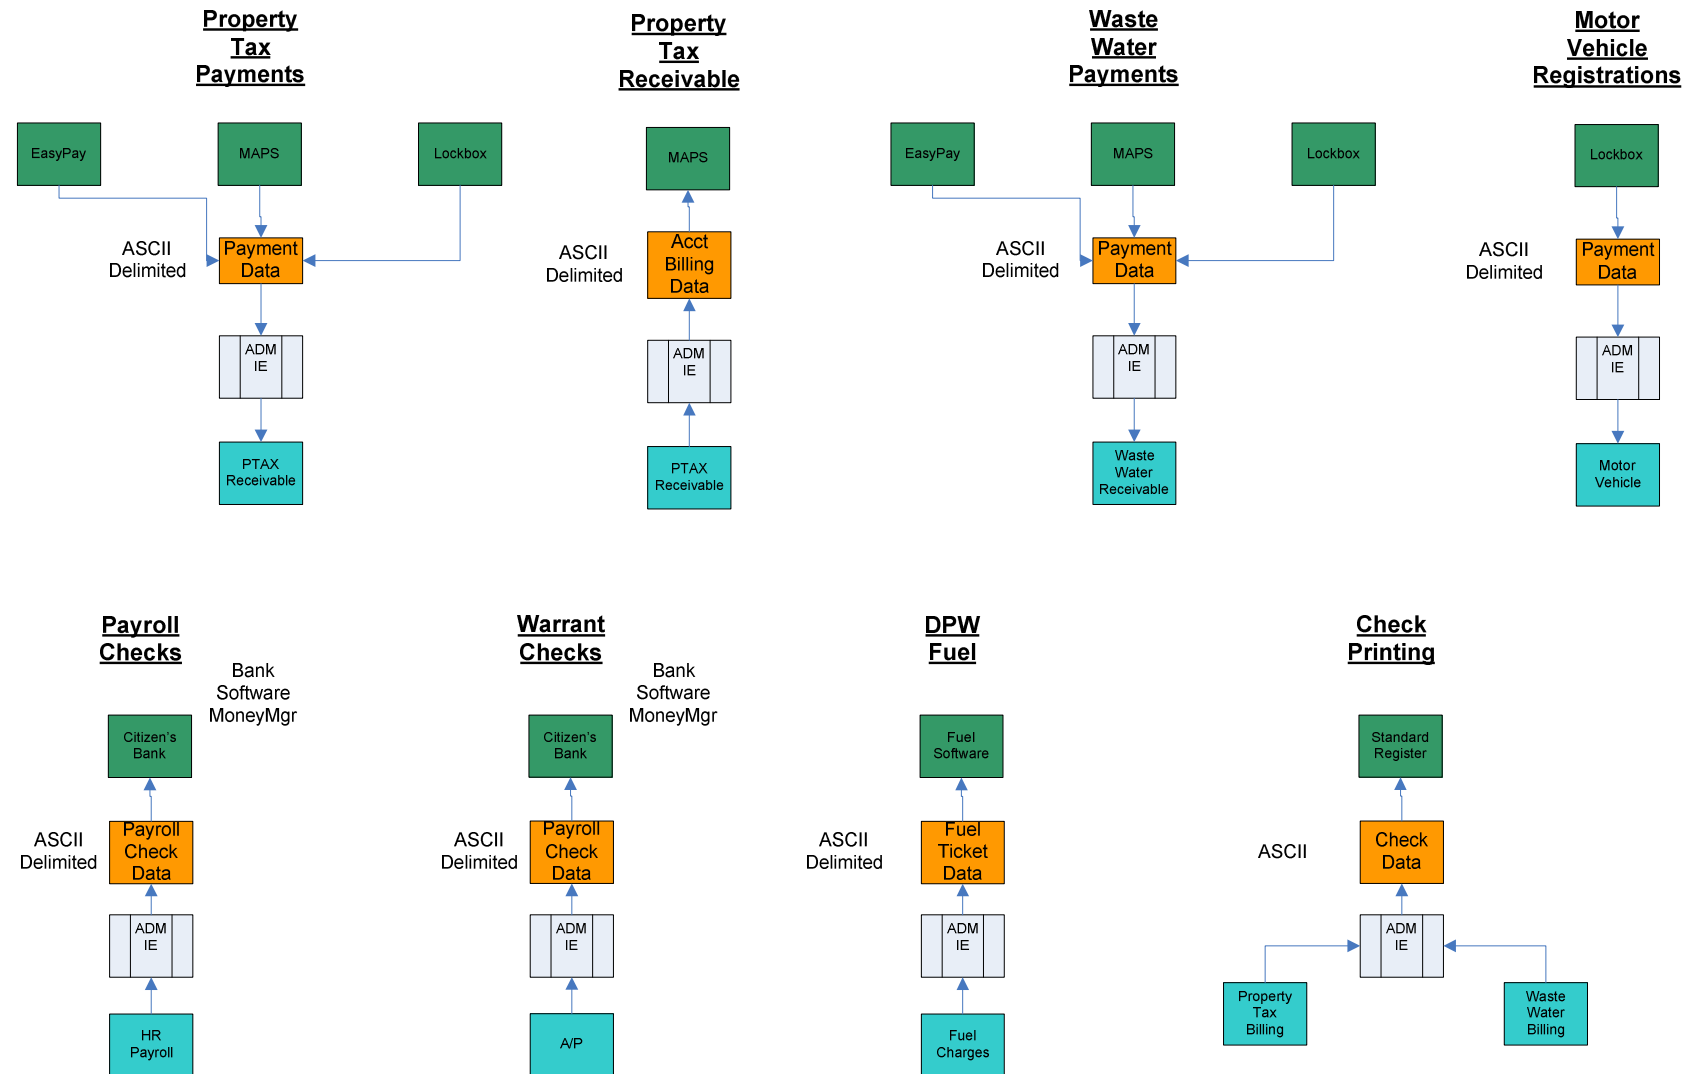 Property
Tax
Payments
EasyPay
MAPS
Lockbox
ASCII
Delimited
Payment
Data
ADM
IE
PTAX
Receivable
Property
Tax
Receivable
MAPS
ASCII
Delimited
Acct
Billing
Data
ADM
IE
PTAX
Receivable
Waste
Water
Payments
EasyPay
MAPS
Lockbox
ASCII
Delimited
Payment
Data
ADM
IE
Waste
Water
Receivable
Motor
Vehicle
Registrations
Lockbox
ASCII
Delimited
Payment
Data
ADM
IE
Motor
Vehicle
Payroll
Checks
Bank
Software
MoneyMgr
Citizen's
Bank
ASCII
Delimited
Payroll
Check
Data
ADM
IE
HR
Payroll
Warrant
Checks
Bank
Software
MoneyMgr
Citizen's
Bank
ASCII
Delimited
Payroll
Check
Data
ADM
IE
A/P
DPW
Fuel
Fuel
Software
ASCII
Delimited
Fuel
Ticket
Data
ADM
IE
Fuel
Charges
Check
Printing
Standard
Register
ASCII
Check
Data
ADM
IE
Property
Tax
Billing
Waste
Water
Billing